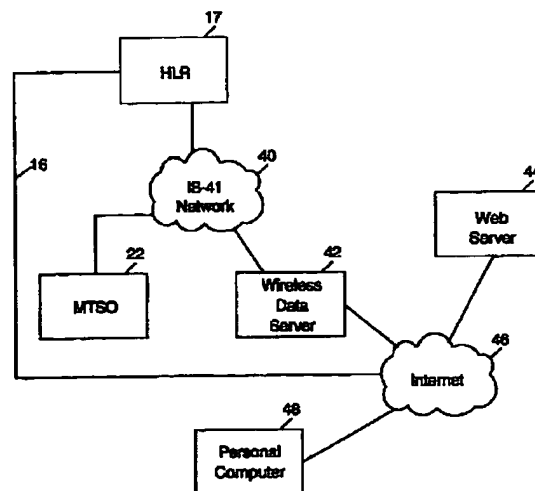 17
HLR
16
40
IS-41
Network
44
Web
Server
22
MTSO
42
Wireless
Data
Server
46
Internet
48
Personal
Computer